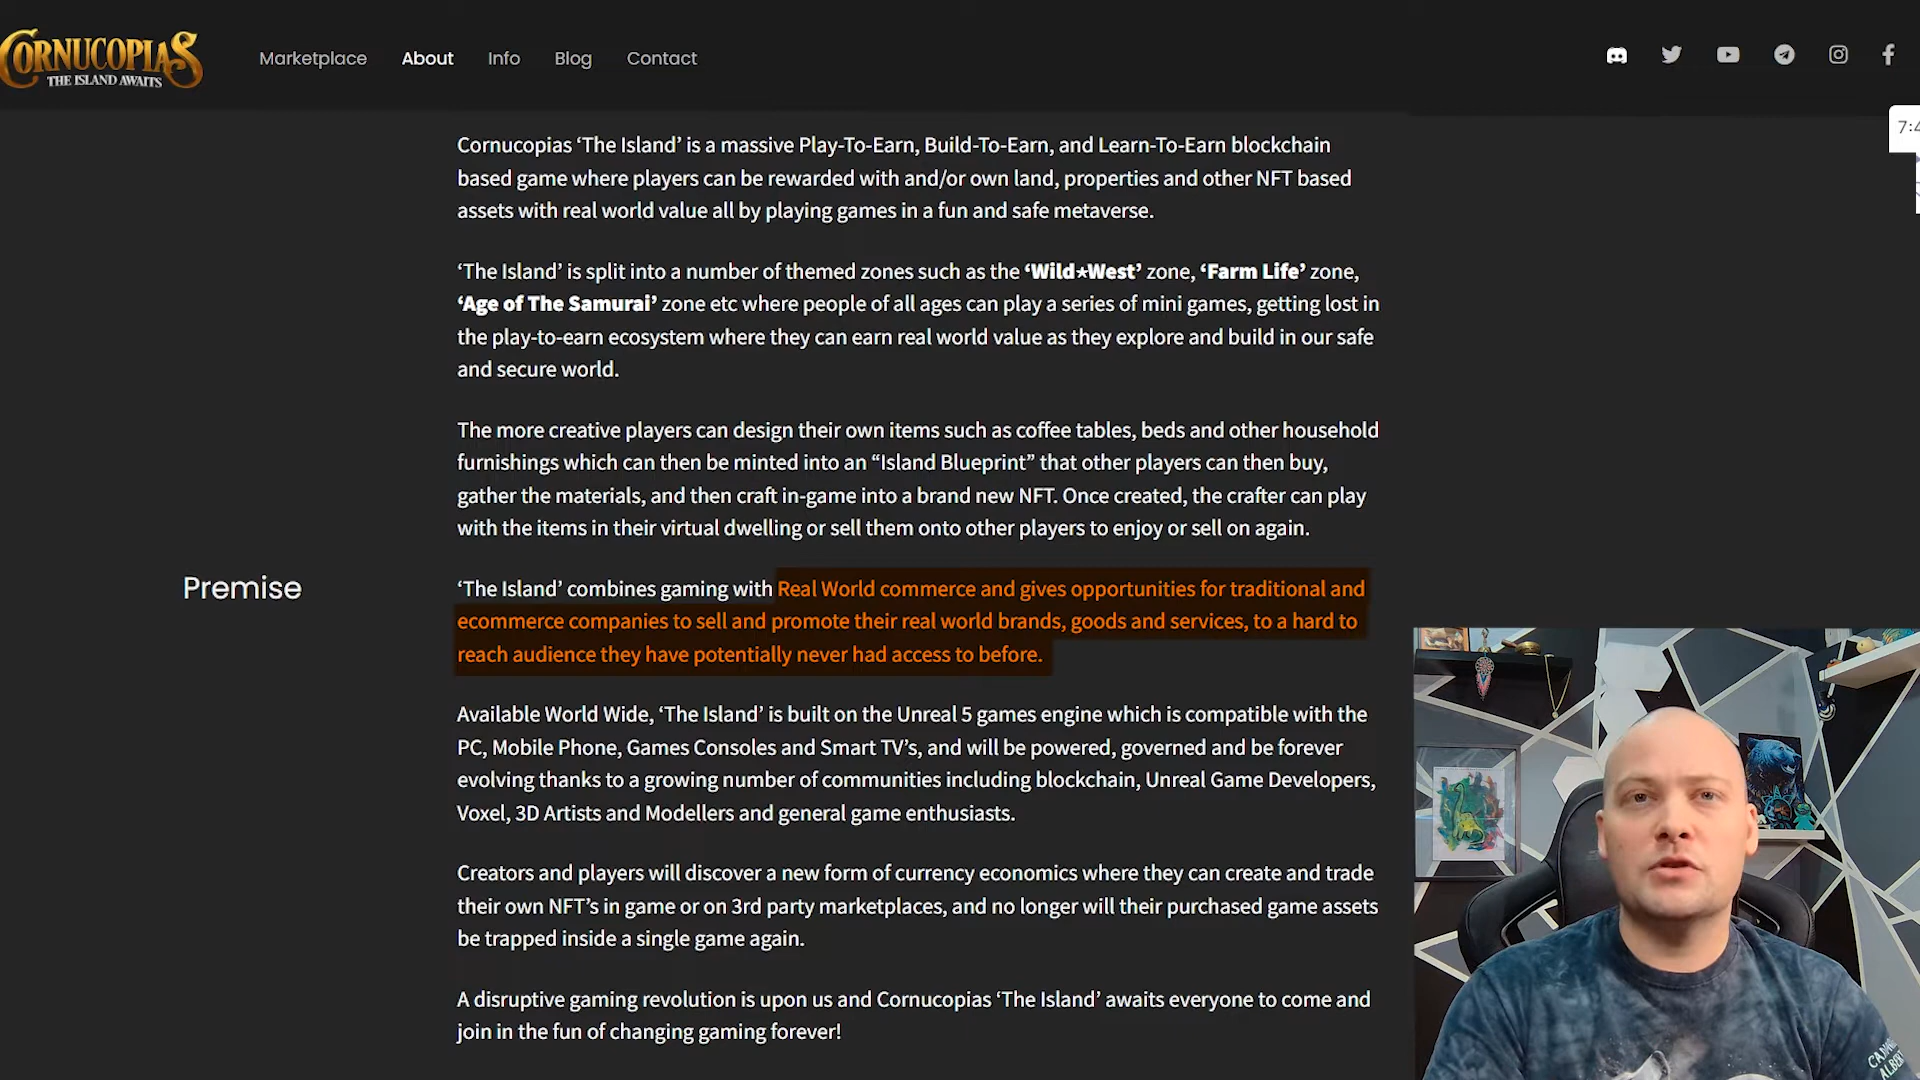 CORNUCOPIAS
THE ISLAND AWAITS
Marketplace About Info Blog Contact
7:4
Cornucopias ‘The Island’ is a massive Play-To-Earn, Build-To-Earn, and Learn-To-Earn blockchain
based game where players can be rewarded with and/or own land, properties and other NFT based
assets with real world value all by playing games in a fun and safe metaverse.
‘The Island’ is split into a number of themed zones such as the ‘Wild★West’ zone, ‘Farm Life’ zone,
‘Age of The Samurai’ zone etc where people of all ages can play a series of mini games, getting lost in
the play-to-earn ecosystem where they can earn real world value as they explore and build in our safe
and secure world.
The more creative players can design their own items such as coffee tables, beds and other household
furnishings which can then be minted into an “Island Blueprint” that other players can then buy,
gather the materials, and then craft in-game into a brand new NFT. Once created, the crafter can play
with the items in their virtual dwelling or sell them onto other players to enjoy or sell on again.
Premise
‘The Island’ combines gaming with Real World commerce and gives opportunities for traditional and
ecommerce companies to sell and promote their real world brands, goods and services, to a hard to
reach audience they have potentially never had access to before.
Available World Wide, ‘The Island’ is built on the Unreal 5 games engine which is compatible with the
PC, Mobile Phone, Games Consoles and Smart TV’s, and will be powered, governed and be forever
evolving thanks to a growing number of communities including blockchain, Unreal Game Developers,
Voxel, 3D Artists and Modellers and general game enthusiasts.
Creators and players will discover a new form of currency economics where they can create and trade
their own NFT’s in game or on 3rd party marketplaces, and no longer will their purchased game assets
be trapped inside a single game again.
A disruptive gaming revolution is upon us and Cornucopias ‘The Island’ awaits everyone to come and
join in the fun of changing gaming forever!